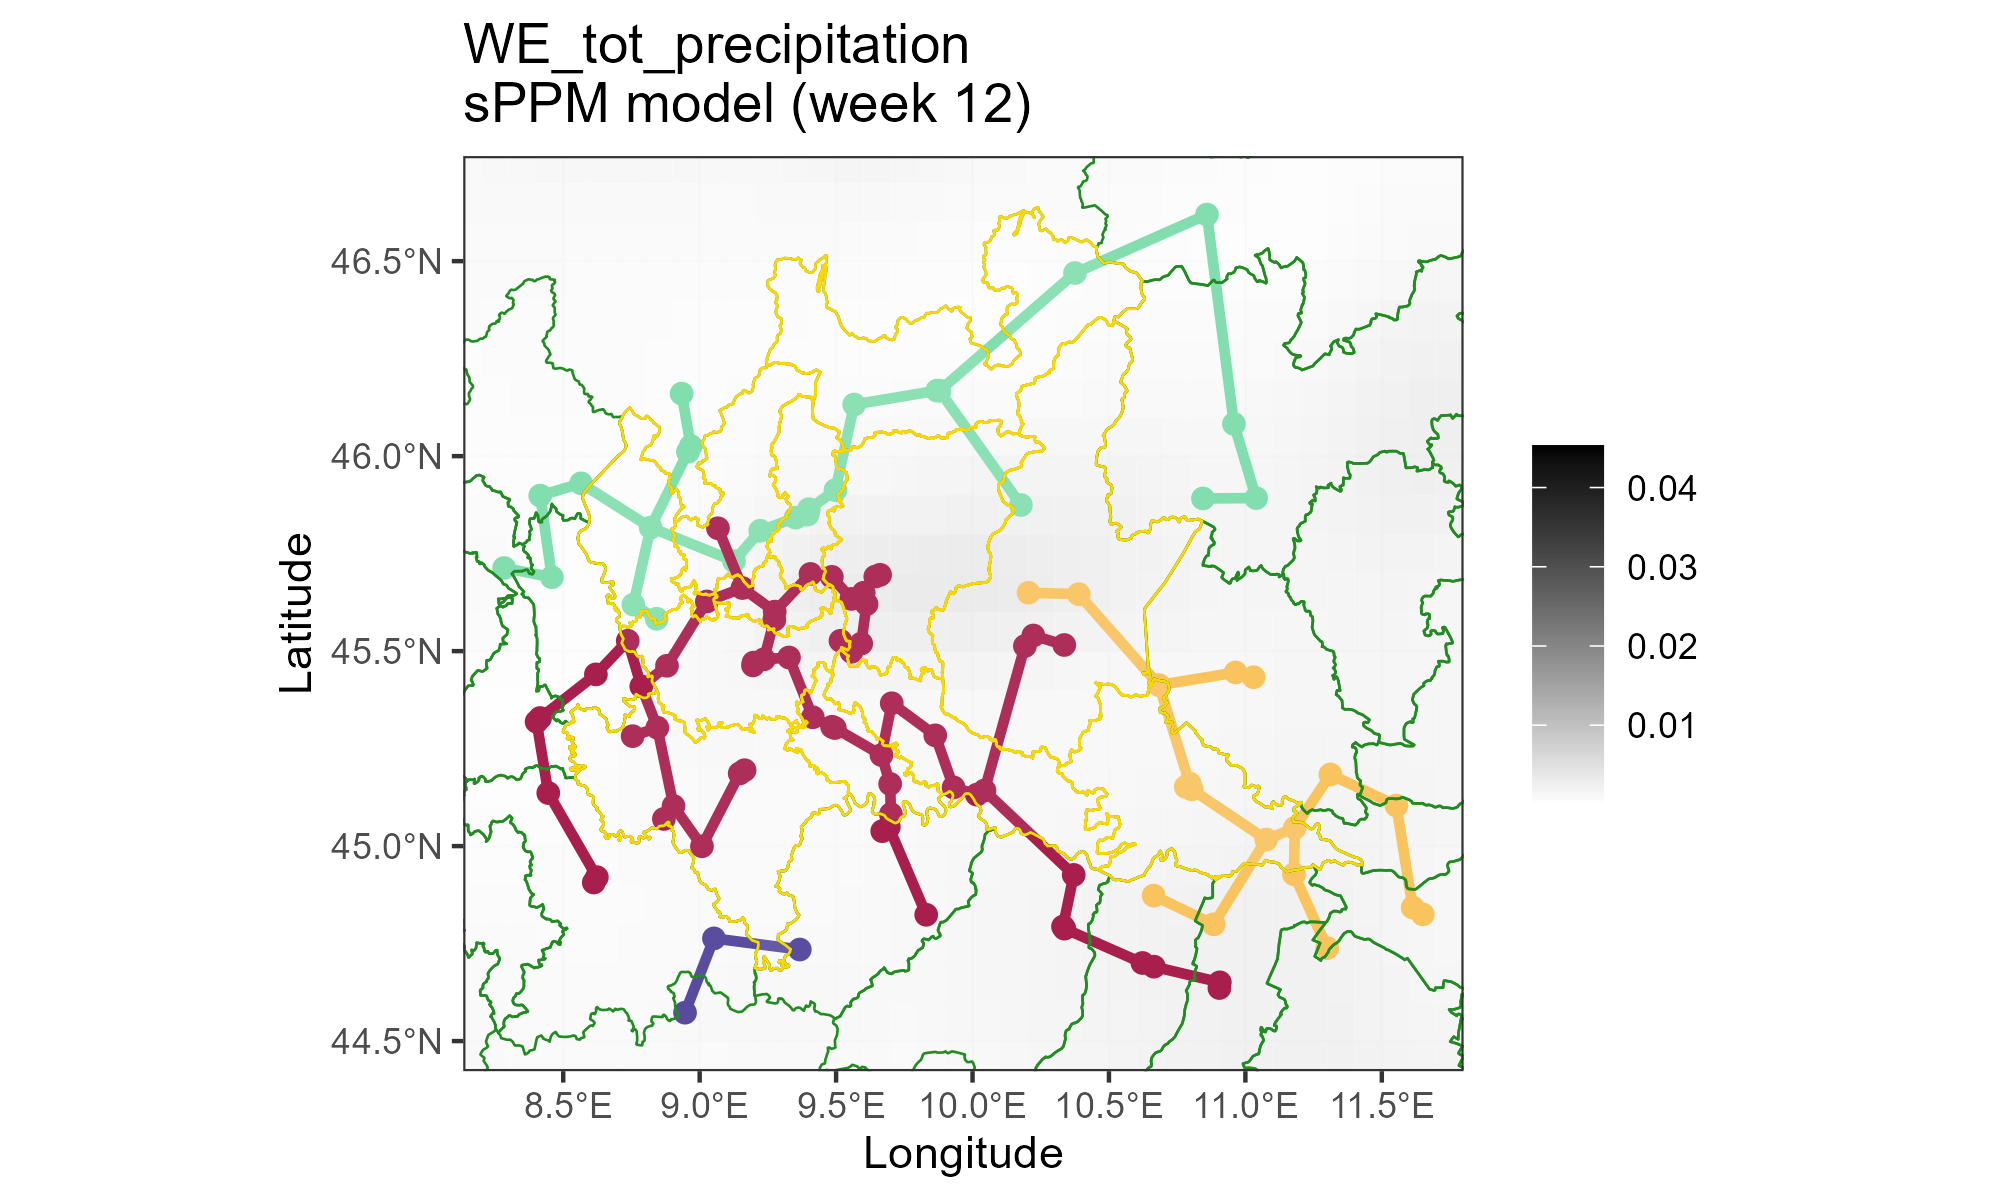 WE_tot_precipitation
sPPM model (week 12)
46.5°N
46.0°N
45.5°N
45.0°N
44.5°N
Latitude
8.5°E 9.0°E 9.5°E 10.0°E 10.5°E 11.0°E 11.5°E
Longitude
0.04
0.03
0.02
0.01